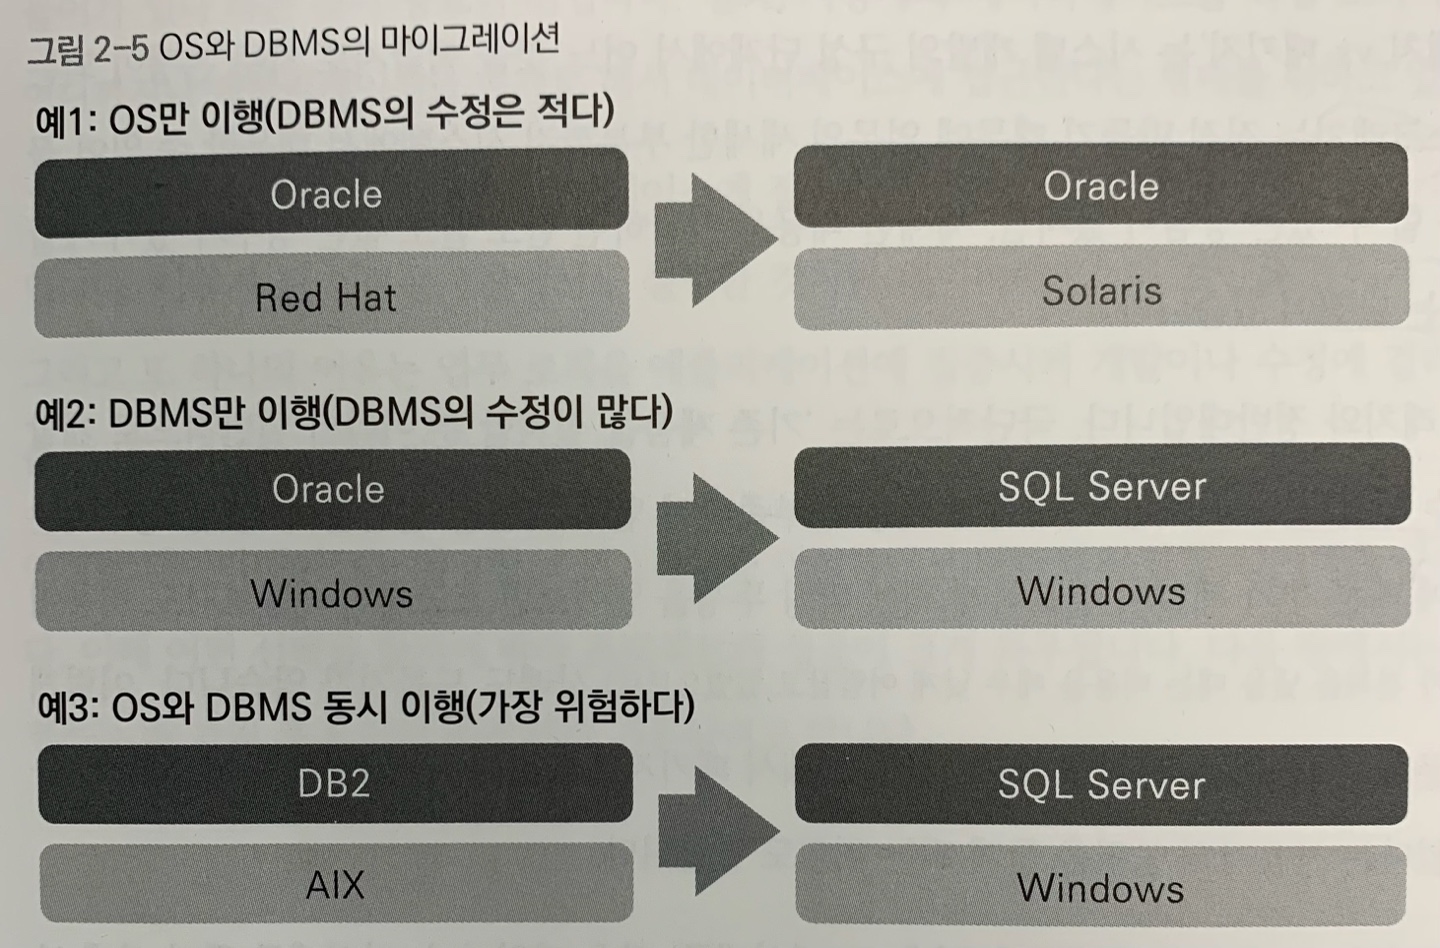 그림 2-5 OS와 DBMS의 마이그레이션
예1: OS만 이행(DBMS의 수정은 적다)
Oracle
Oracle
Red Hat
Solaris
예2: DBMS만 이행(DBMS의 수정이 많다)
Oracle
SQL Server
Windows
Windows
예3: OS와 DBMS 동시 이행(가장 위험하다)
DB2
SQL Server
AIX
Windows